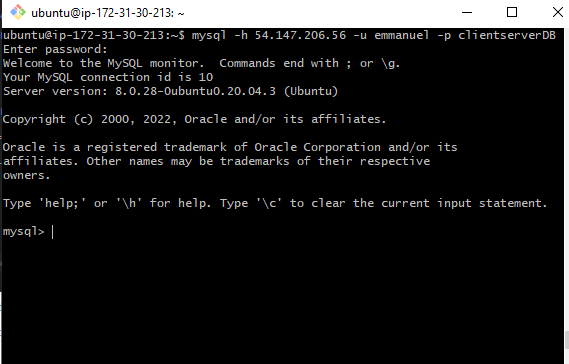 ubuntu@ip-172-31-30-213: ~
ubuntu@ip-172-31-30-213:~$ mysql -h 54.147.206.56 -u emmanuel -p clientserverDB
Enter password:
Welcome to the MySQL monitor.  Commands end with ; or \g.
Your MySQL connection id is 10
Server version: 8.0.28-0ubuntu0.20.04.3 (Ubuntu)
Copyright (c) 2000, 2022, Oracle and/or its affiliates.
Oracle is a registered trademark of Oracle Corporation and/or its
affiliates. Other names may be trademarks of their respective
owners.
Type 'help;' or '\h' for help. Type '\c' to clear the current input statement.
mysql>